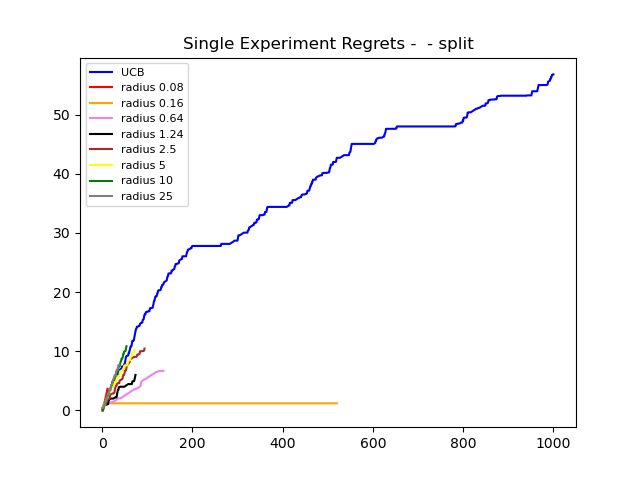 Single Experiment Regrets -  - split
UCB
radius 0.08
radius 0.16
radius 0.64
radius 1.24
radius 2.5
radius 5
radius 10
radius 25
50
40
30
20
10
0
0 200 400 600 800 1000